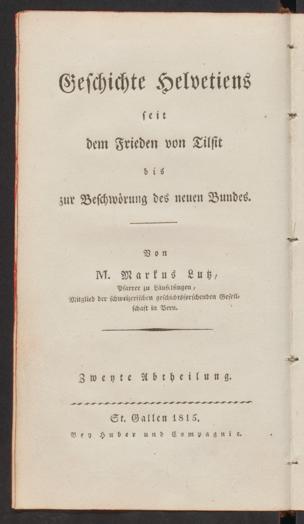 Geschichte Helvetiens
seit
dem Frieden von Tilsit
bis
zur Beschwörung des neuen Bundes.
Von
M. Markus Lutz,
Pfarrer zu Läufelfingen,
Mitglied der schweizerischen geschichtsforschenden Gesell-
schaft in Bern.
Zweyte Abtheilung.
St. Gallen 1815.
Bey Huber und Compagnie.